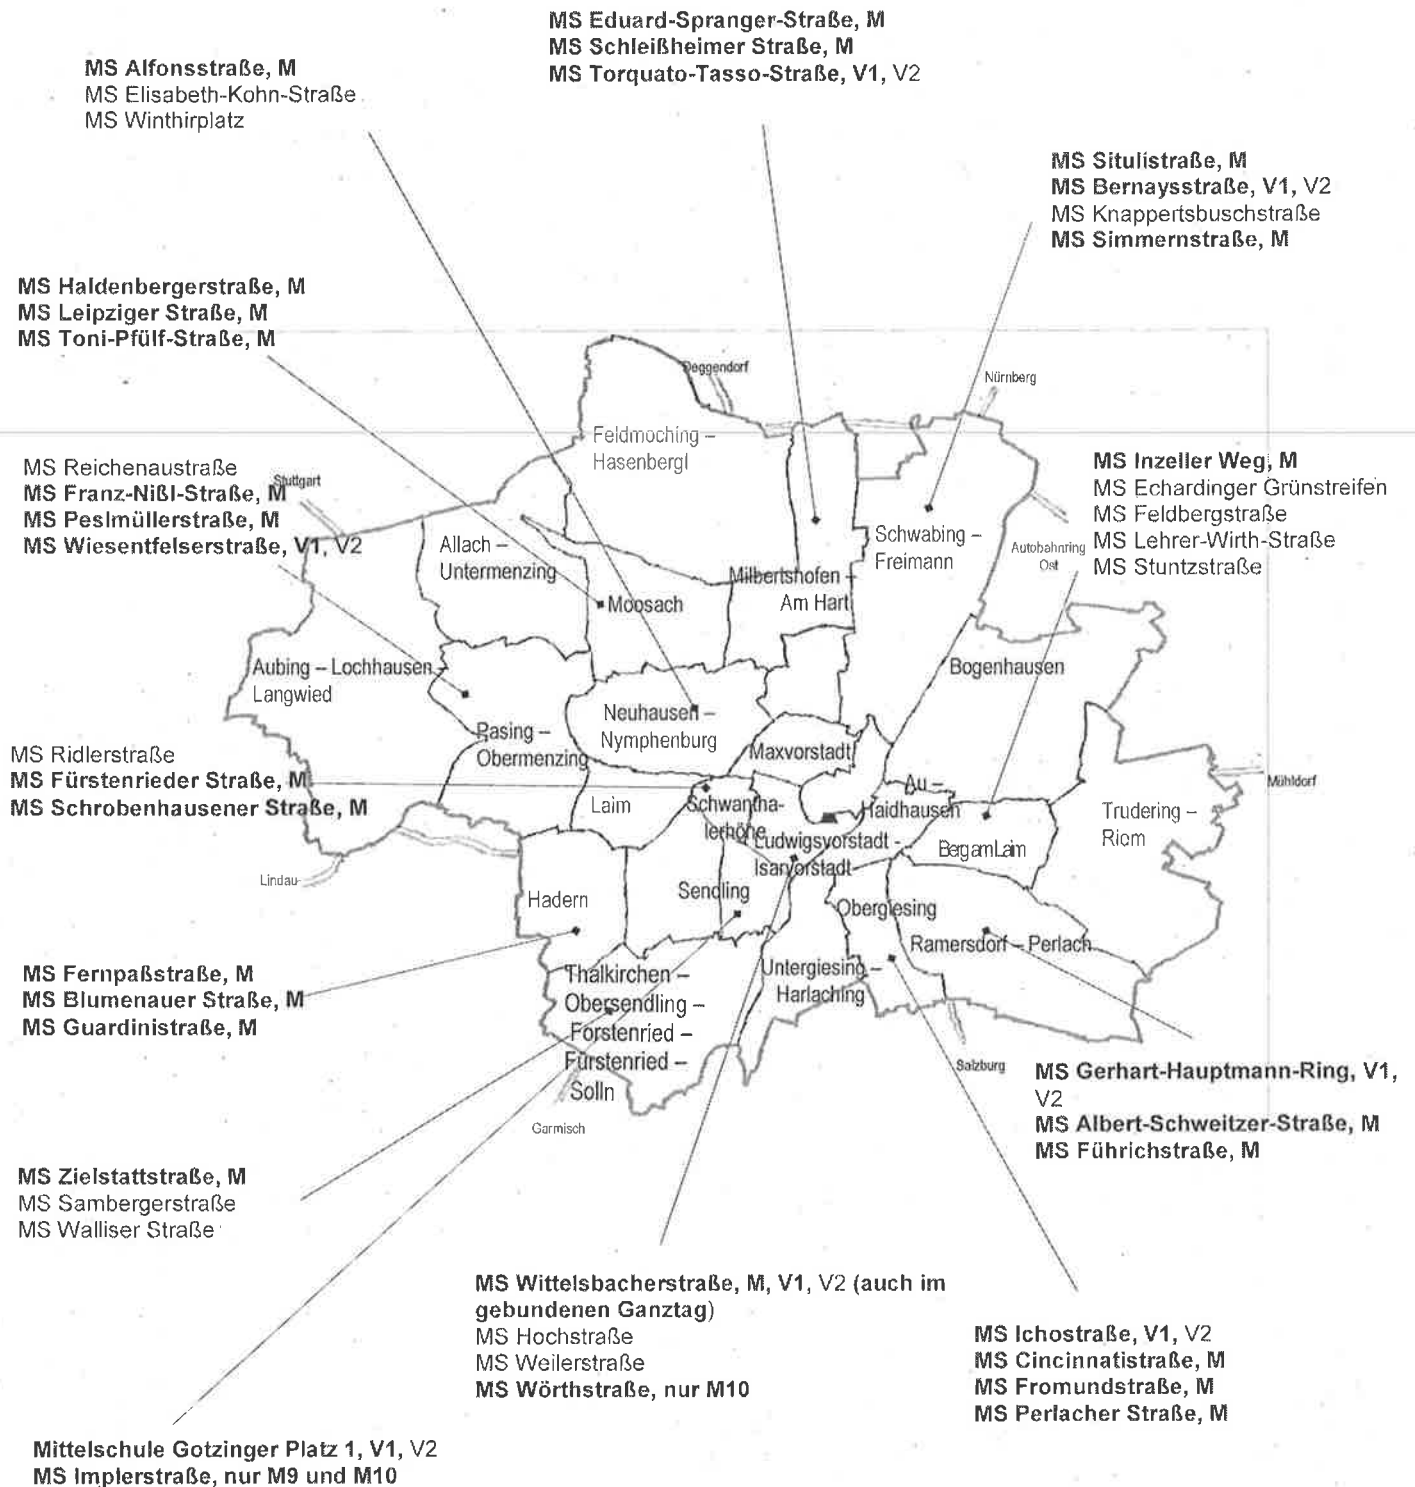 MS Eduard-Spranger-Straße, M
MS Schleißheimer Straße, M
MS Torquato-Tasso-Straße, V1, V2
MS Alfonsstraße, M
MS Elisabeth-Kohn-Straße
MS Winthirplatz
MS Situlistraße, M
MS Bernaysstraße, V1, V2
MS Knappertsbuschstraße
MS Simmernstraße, M
MS Haldenbergerstraße, M
MS Leipziger Straße, M
MS Toni-Pfülf-Straße, M
Deggendorf
Nürnberg
Feldmoching –
Hasenbergl
MS Reichenaustraße
MS Franz-Nißl-Straße, M
MS Peslmüllerstraße, M
MS Wiesentfelserstraße, V1, V2
Stuttgart
MS Inzeller Weg, M
MS Echardinger Grünstreifen
MS Feldbergstraße
MS Lehrer-Wirth-Straße
MS Stuntzstraße
Autobahnring
Ost
Allach –
Untermenzing
Schwabing –
Freimann
Milbertshofen –
Am Hart
Moosach
Aubing – Lochhausen –
Langwied
Bogenhausen
Neuhausen –
Nymphenburg
Pasing –
Obermenzing
Maxvorstadt
MS Ridlerstraße
MS Fürstenrieder Straße, M
MS Schrobenhausener Straße, M
Laim
Schwantha-
lerhöhe
Au –
Haidhausen
Mühldorf
Trudering –
Riem
Ludwigsvorstadt -
Isarvorstadt
Berg am Laim
Lindau
Hadern
Sendling
Obergiesing
Ramersdorf – Perlach
MS Fernpaßstraße, M
MS Blumenauer Straße, M
MS Guardinistraße, M
Thalkirchen –
Obersendling –
Forstenried –
Fürstenried –
Solln
Untergiesing –
Harlaching
Garmisch
Salzburg
MS Gerhart-Hauptmann-Ring, V1,
V2
MS Albert-Schweitzer-Straße, M
MS Führichstraße, M
MS Zielstattstraße, M
MS Sambergerstraße
MS Walliser Straße
MS Wittelsbacherstraße, M, V1, V2 (auch im
gebundenen Ganztag)
MS Hochstraße
MS Weilerstraße
MS Wörthstraße, nur M10
MS Ichostraße, V1, V2
MS Cincinnatistraße, M
MS Fromundstraße, M
MS Perlacher Straße, M
Mittelschule Gotzinger Platz 1, V1, V2
MS Implerstraße, nur M9 und M10